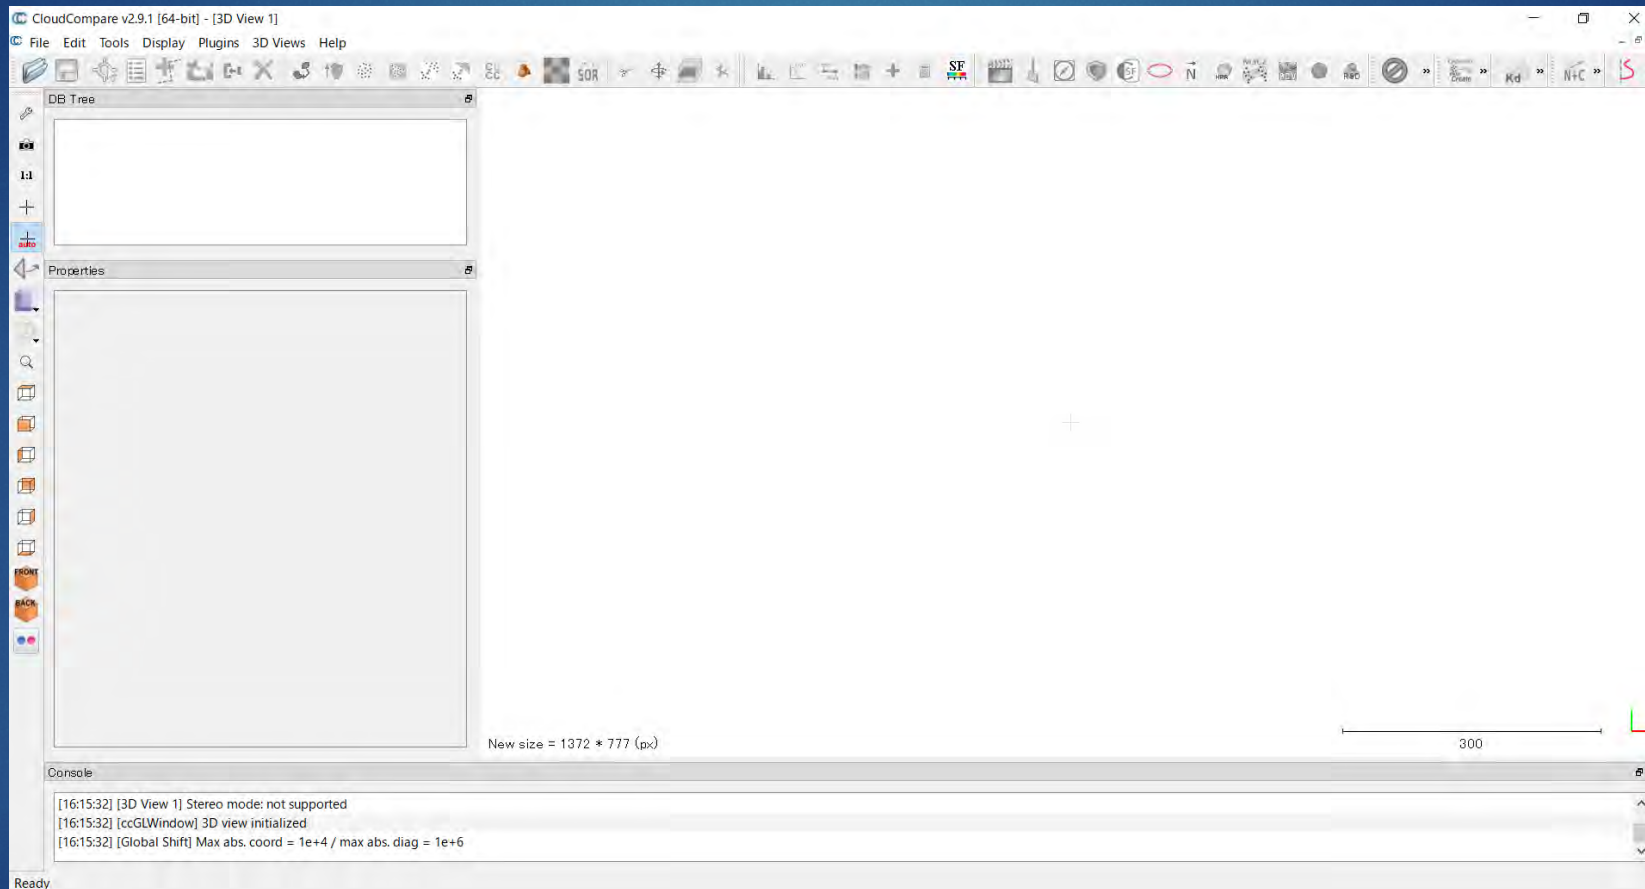 CloudCompare v2.9.1 [64-bit] - [3D View 1]
File Edit Tools Display Plugins 3D Views Help
SOR SF SF N Kd » N+C »
DB Tree
1:1
auto
Properties
FRONT
BACK
New size = 1372 * 777 (px)
300
Console
[16:15:32] [3D View 1] Stereo mode: not supported
[16:15:32] [ccGLWindow] 3D view initialized
[16:15:32] [Global Shift] Max abs. coord = 1e+4 / max abs. diag = 1e+6
Ready